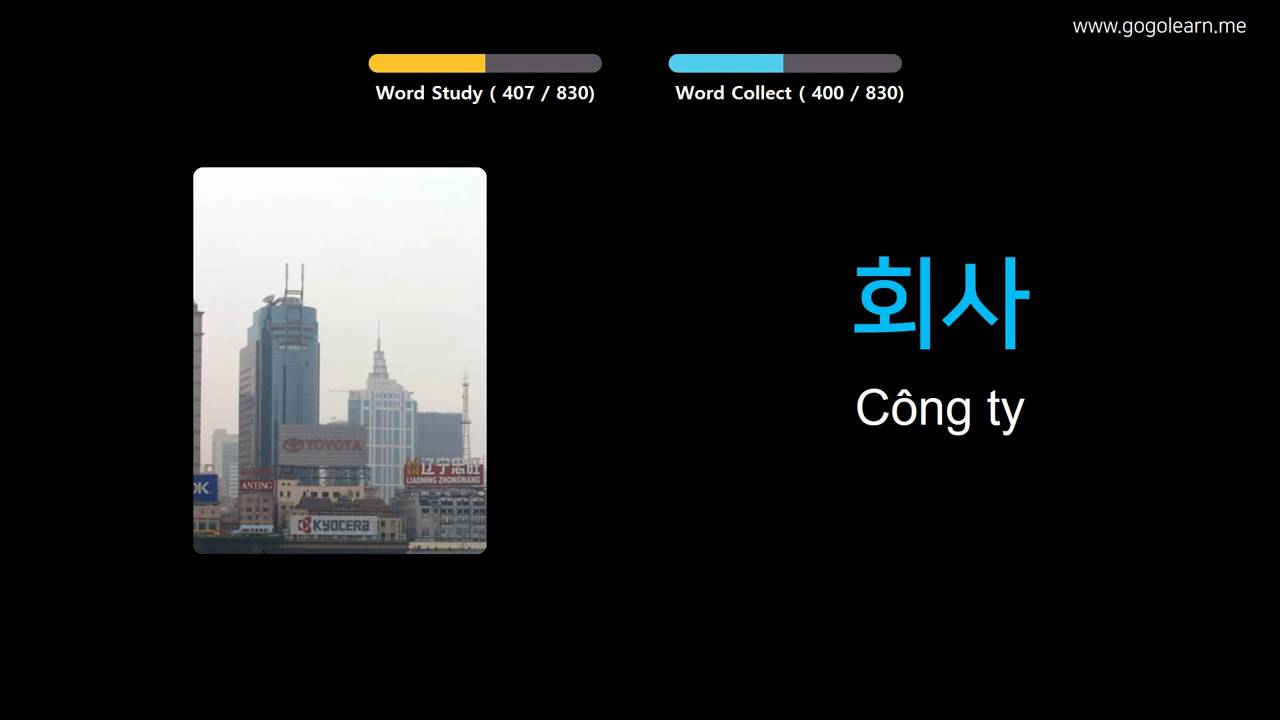 www.gogolearn.me
Word Study ( 407 / 830)
Word Collect ( 400 / 830)
회사
Công ty
TOYOTA
辽宁忠旺
LIAONING ZHONGWANG
OK.
ANTING
KYOCERA